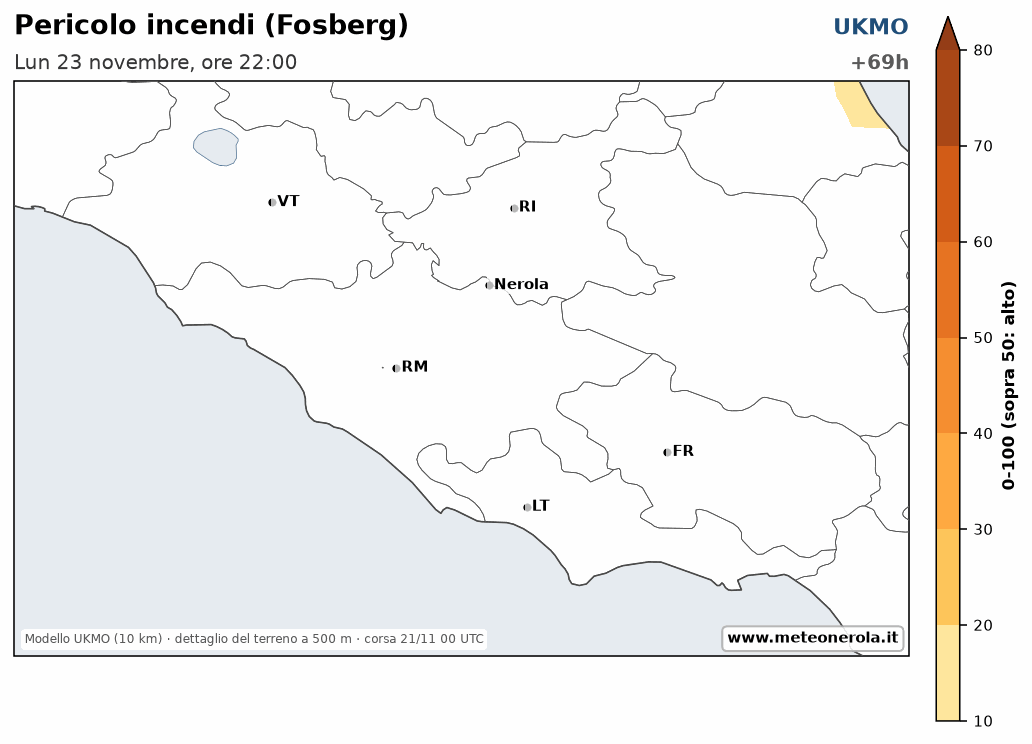 Pericolo incendi (Fosberg)
UKMO
Lun 23 novembre, ore 22:00
+69h
VT
RI
Nerola
RM
FR
LT
Modello UKMO (10 km) · dettaglio del terreno a 500 m · corsa 21/11 00 UTC
www.meteonerola.it
80
70
60
50
40
30
20
10
0-100 (sopra 50: alto)